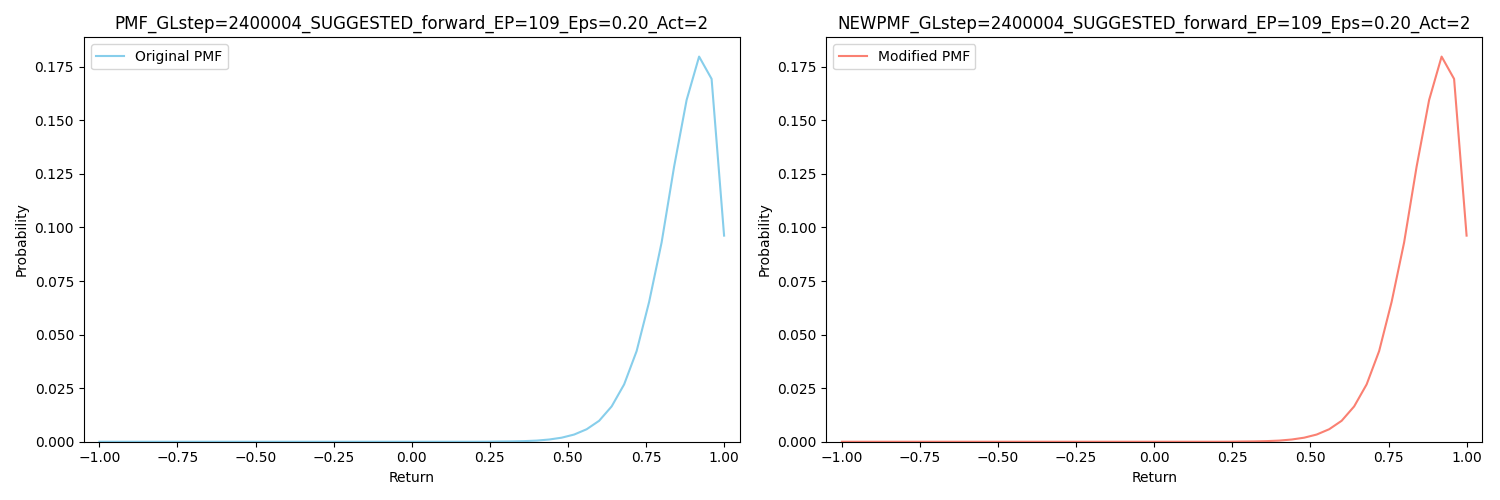 PMF_GLstep=2400004_SUGGESTED_forward_EP=109_Eps=0.20_Act=2
Original PMF
0.175
0.150
0.125
0.100
0.075
0.050
0.025
0.000
Probability
−1.00 −0.75 −0.50 −0.25 0.00 0.25 0.50 0.75 1.00
Return
NEWPMF_GLstep=2400004_SUGGESTED_forward_EP=109_Eps=0.20_Act=2
Modified PMF
0.175
0.150
0.125
0.100
0.075
0.050
0.025
0.000
Probability
−1.00 −0.75 −0.50 −0.25 0.00 0.25 0.50 0.75 1.00
Return